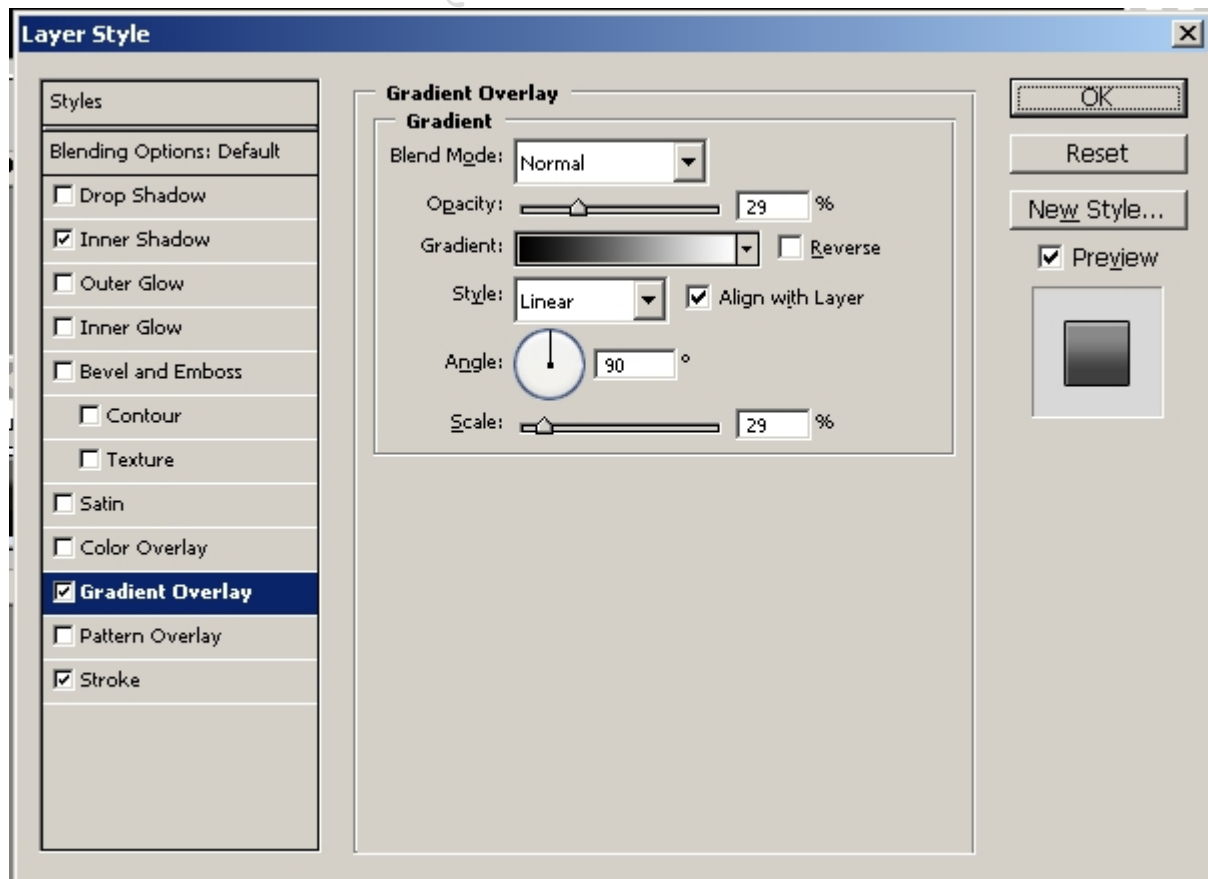 Layer Style
Styles
Blending Options: Default
Drop Shadow
Inner Shadow
Outer Glow
Inner Glow
Bevel and Emboss
Contour
Texture
Satin
Color Overlay
Gradient Overlay
Pattern Overlay
Stroke
Gradient Overlay
Gradient
Blend Mode: Normal
Opacity: 29 %
Gradient: Reverse
Style: Linear Align with Layer
Angle: 90 °
Scale: 29 %
OK
Reset
New Style...
Preview